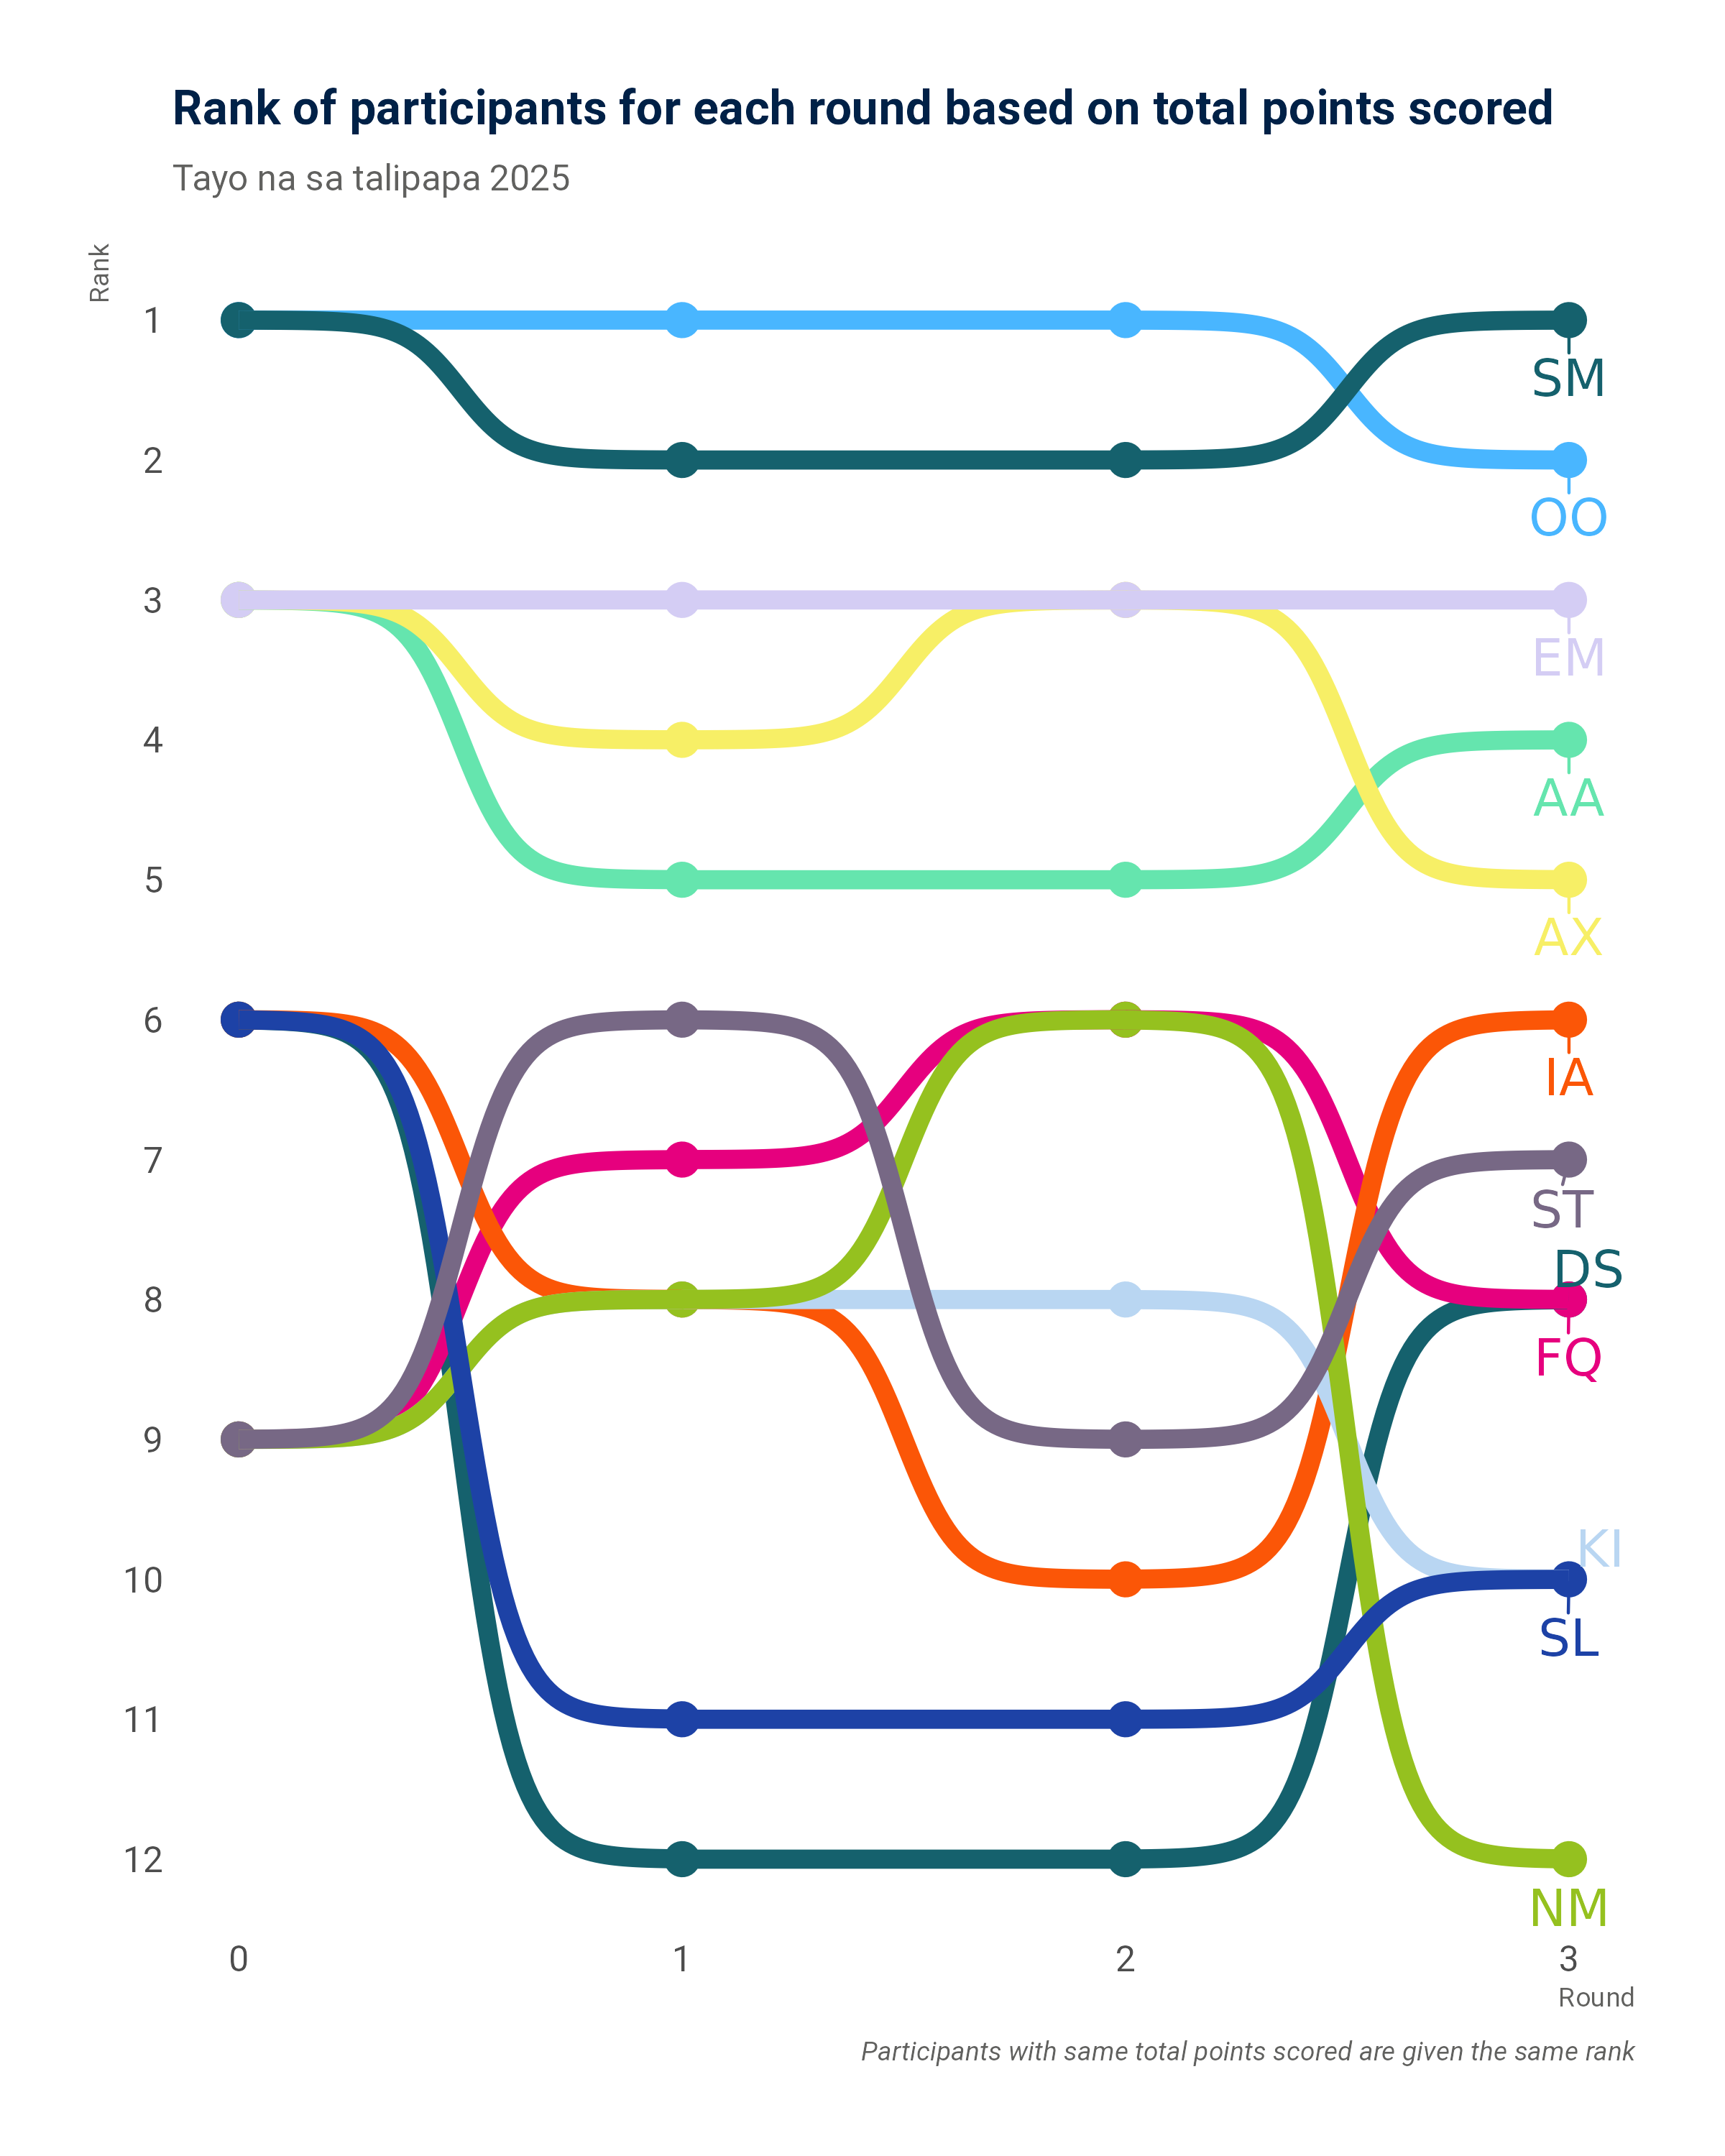 Rank of participants for each round based on total points scored
Tayo na sa talipapa 2025
Rank
1
SM
2
OO
3
EM
4
AA
5
AX
6
IA
7
ST
DS
8
FQ
9
KI
10
SL
11
12
NM
0 1 2 3
Round
Participants with same total points scored are given the same rank